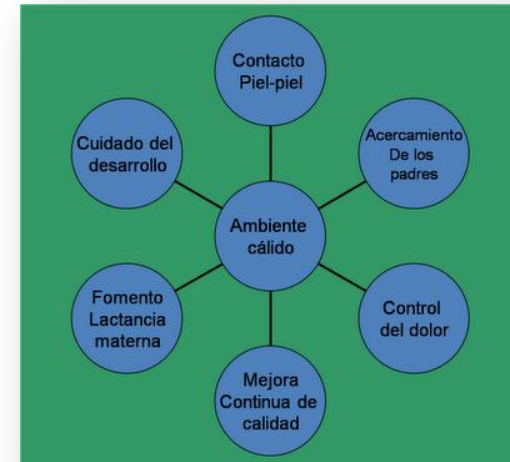 Contacto
Piel-piel
Cuidado del
desarrollo
Acercamiento
De los
padres
Ambiente
cálido
Fomento
Lactancia
materna
Control
del dolor
Mejora
Continua de
calidad